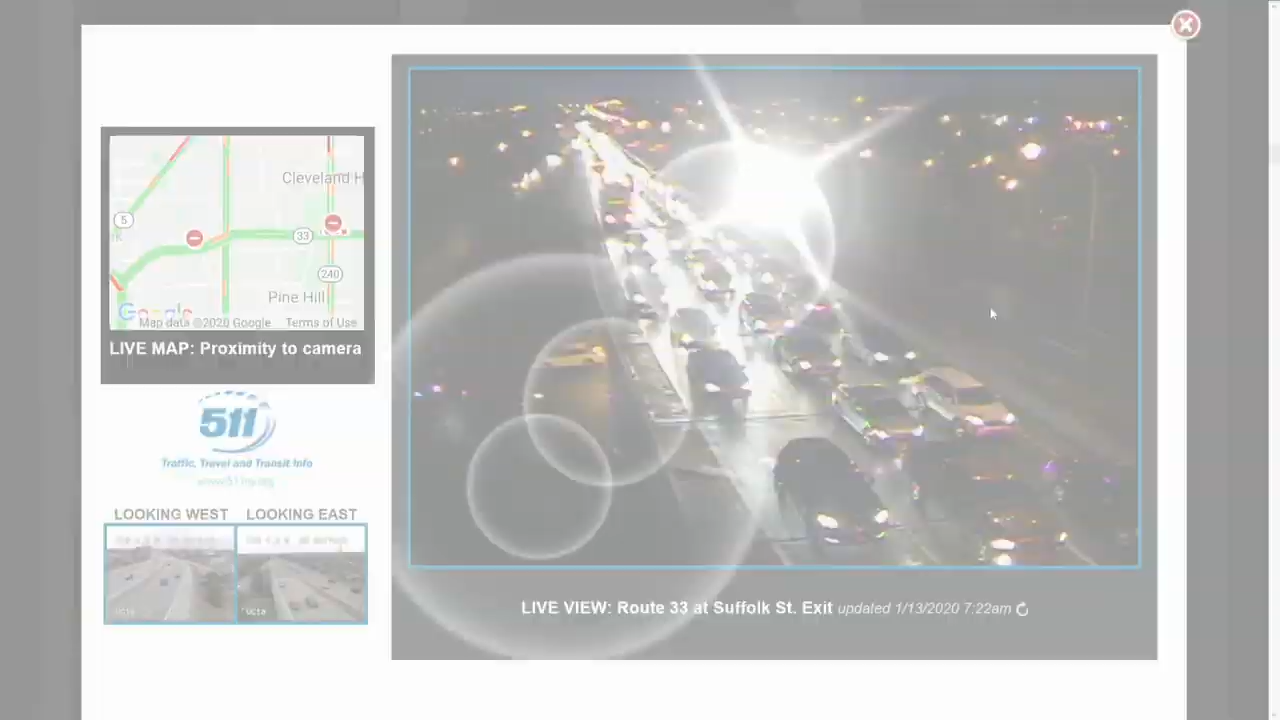 Cleveland H
5
33
240
Pine Hill
Google
Map data ©2020 Google
Terms of Use
LIVE MAP: Proximity to camera
511
Traffic, Travel and Transit Info
LOOKING WEST
LOOKING EAST
LIVE VIEW: Route 33 at Suffolk St. Exit updated 1/13/2020 7:22am